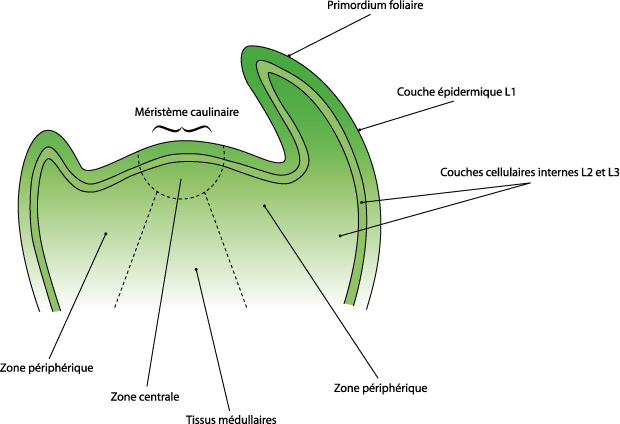 Primordium foliaire
Couche épidermique L1
Méristème caulinaire
Couches cellulaires internes L2 et L3
Zone périphérique
Zone centrale
Zone périphérique
Tissus médullaires